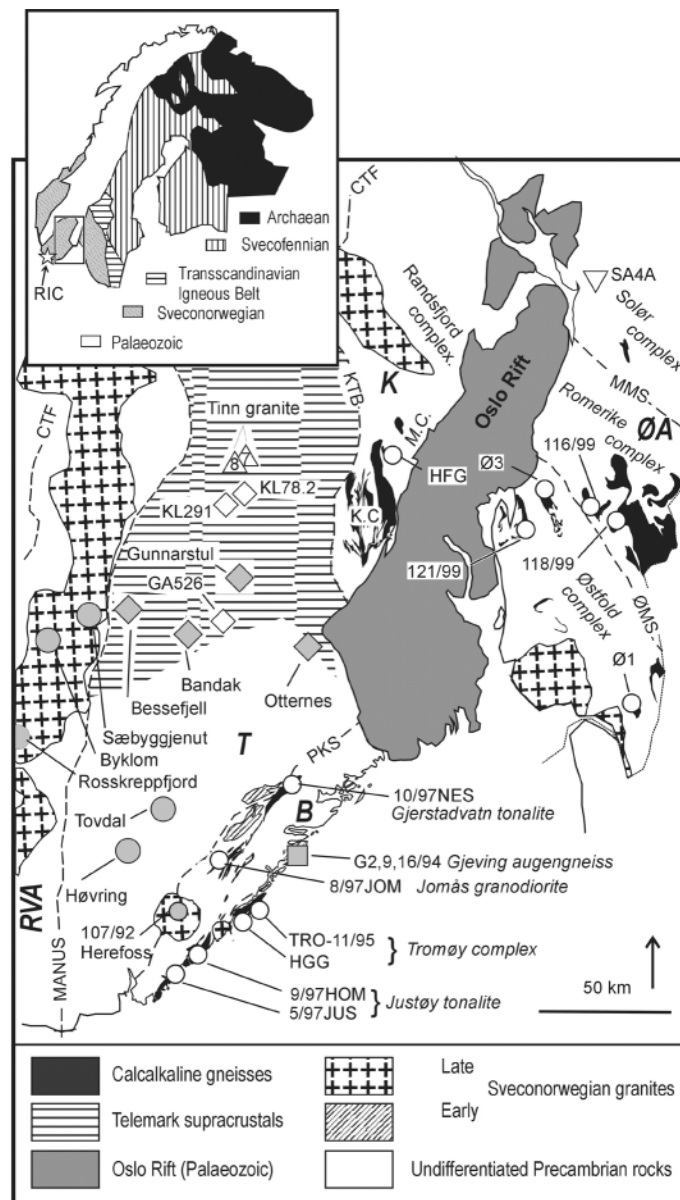 Archaean
Svecofennian
Transscandinavian
Igneous Belt
Sveconorwegian
Palaeozoic
RIC
CTF
SA4A
Solør
complex
Randsfjord
complex.
MMS
Romerike
complex
ØA
K
KTB
M.C.
Oslo Rift
CTF
Tinn granite
8
7
KL78.2
KL291
K.C
HFG
Ø3
116/99
118/99
121/99
Gunnarstul
GA526
Østfold
complex
ØMS
Ø1
Bandak
Otternes
Bessefjell
Sæbyggjenut
Byklom
Rosskreppfjord
T
PKS
10/97NES
Gjerstadvatn tonalite
B
Tovdal
G2,9,16/94 Gjeving augengneiss
8/97JOM Jomås granodiorite
Høvring
RVA
107/92
Herefoss
MANUS
TRO-11/95
HGG
} Tromøy complex
9/97HOM
5/97JUS
} Justøy tonalite
50 km
Calcalkaline gneisses
Telemark supracrustals
Oslo Rift (Palaeozoic)
Late
Sveconorwegian granites
Early
Undifferentiated Precambrian rocks